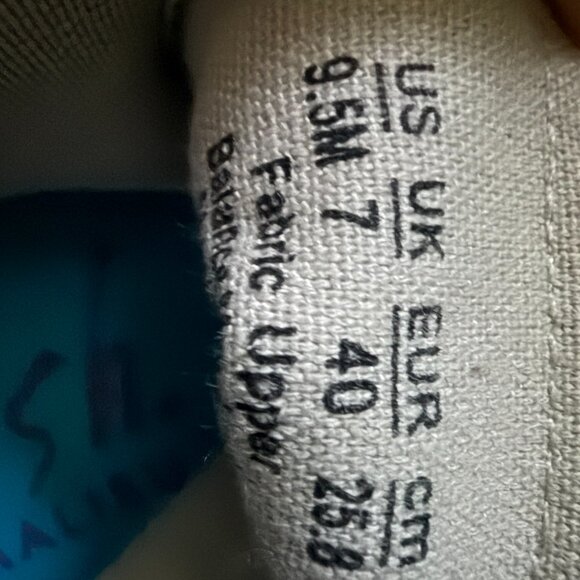 US UK EUR cm
9.5M 7 40 25.8
Fabric Upper